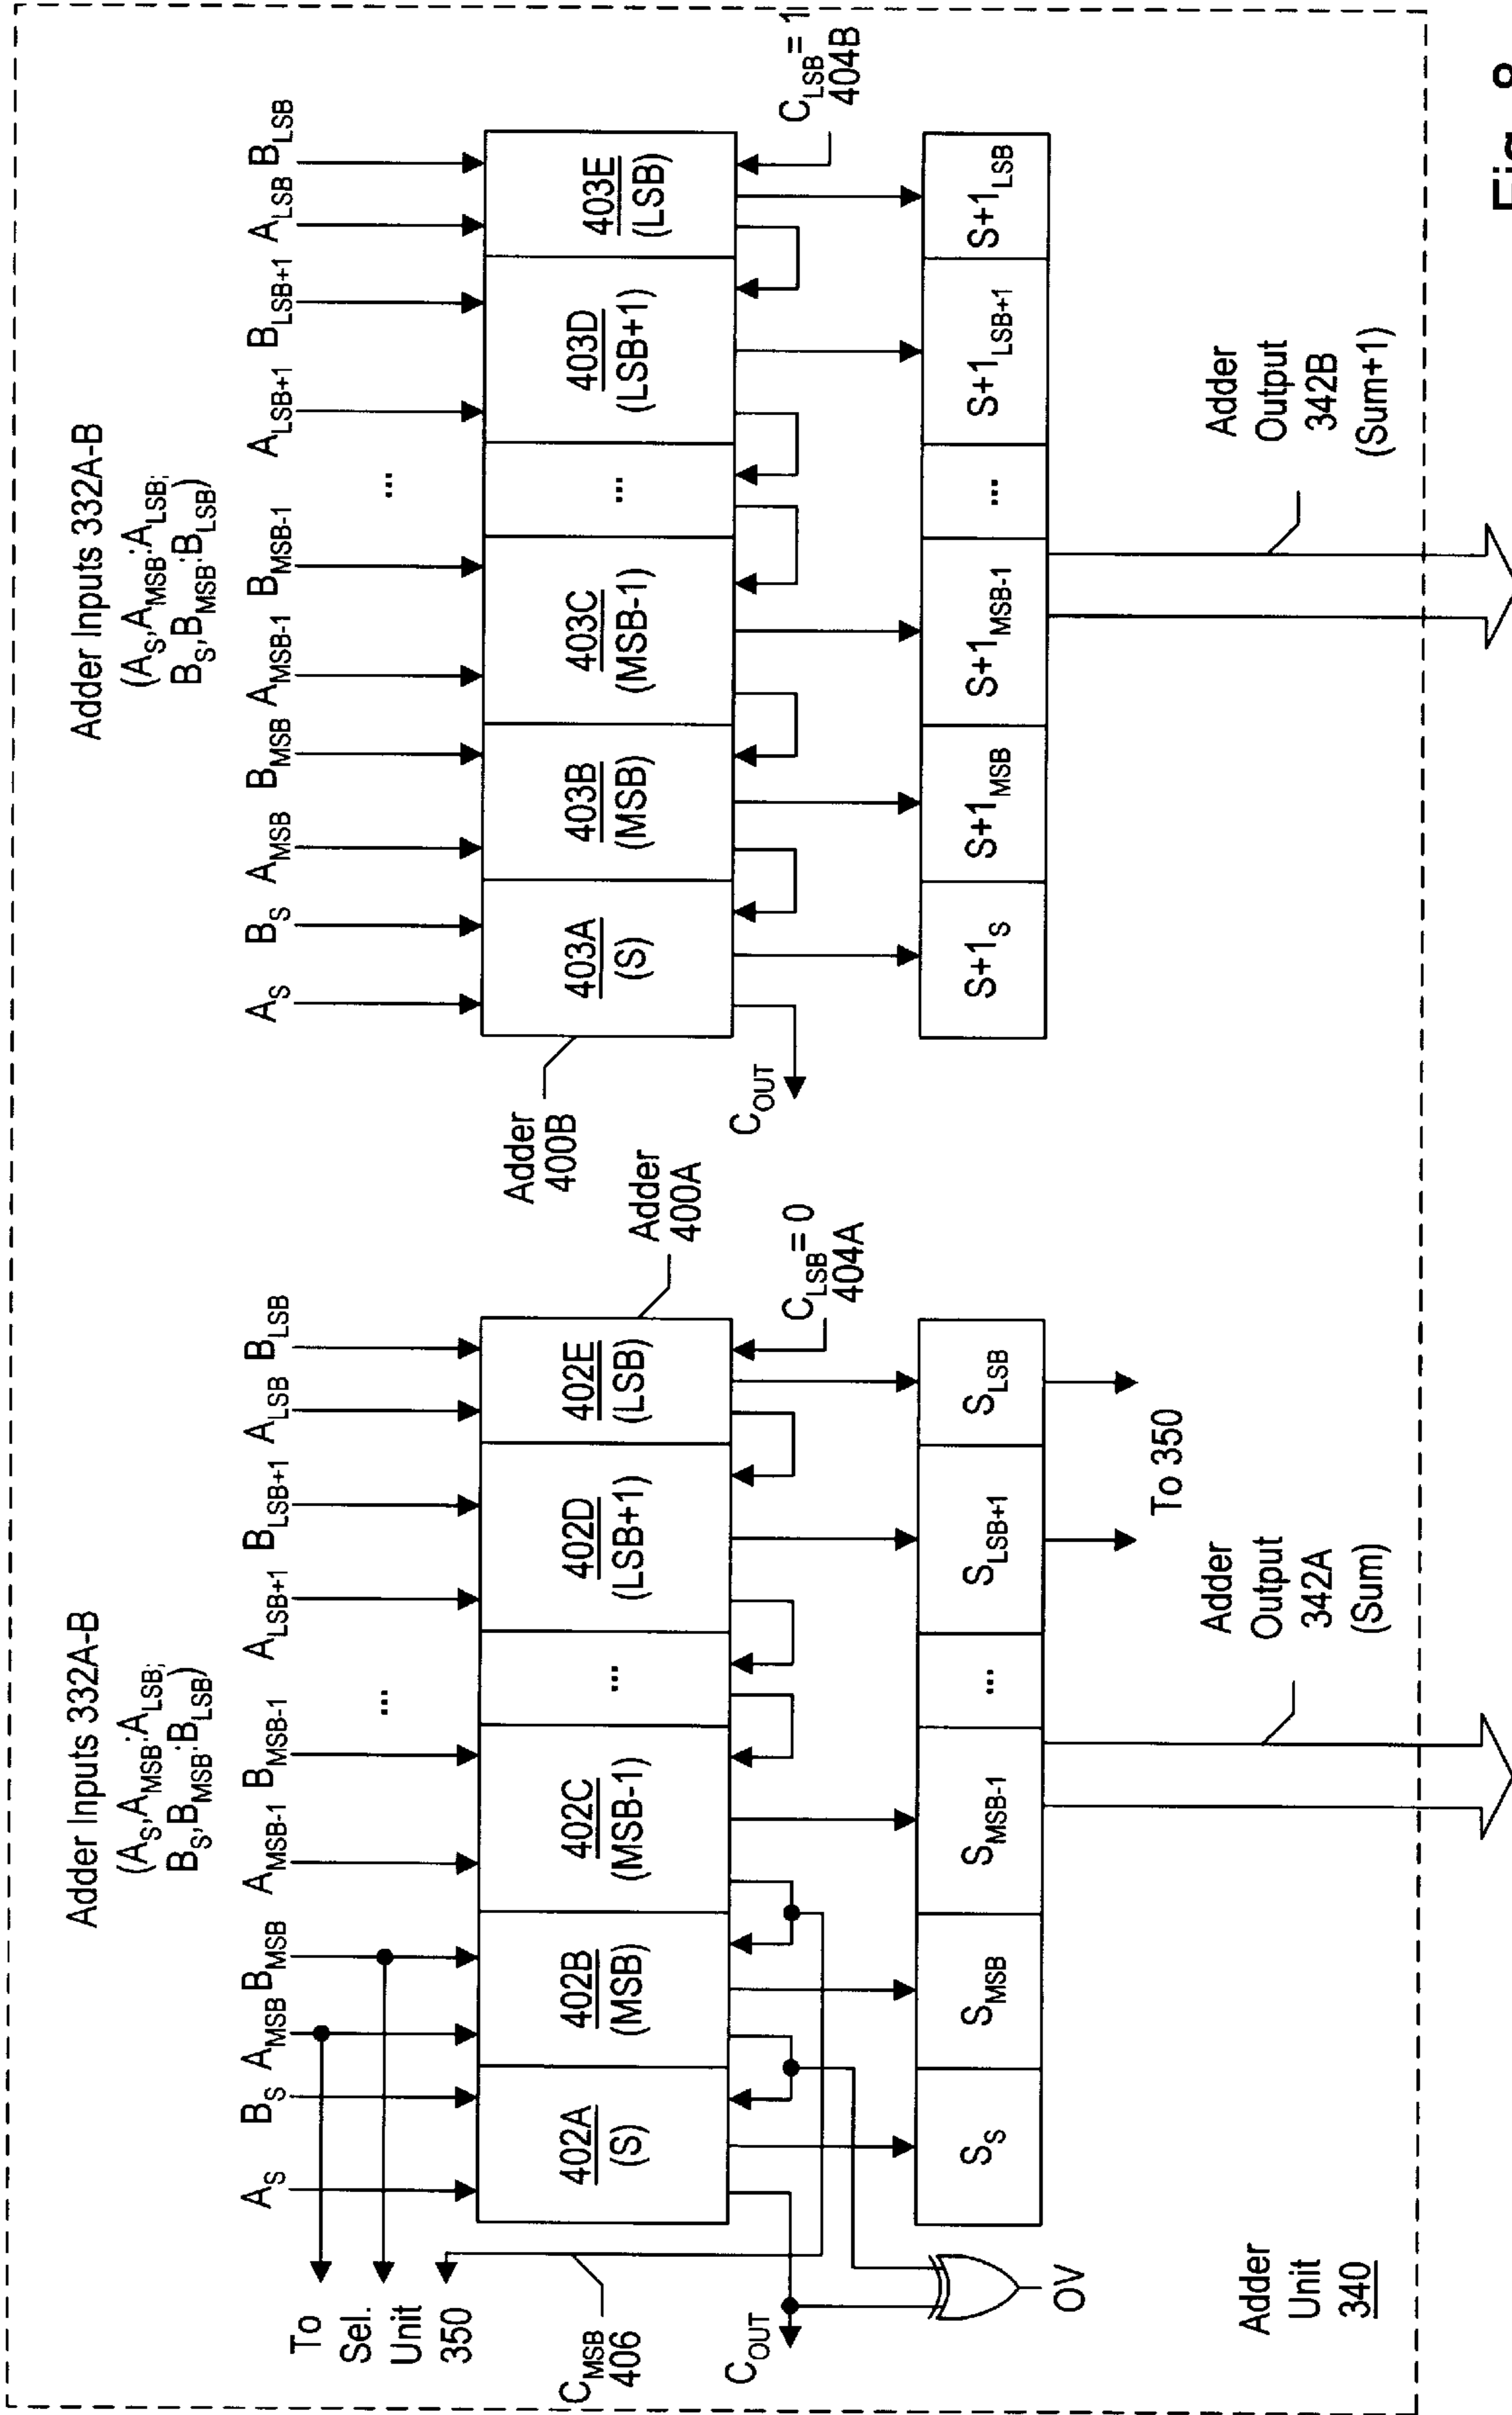 Adder Inputs 332A-B
(A_S,A_MSB:A_LSB;
B_S,B_MSB:B_LSB)
A_S
B_S
A_MSB
B_MSB
A_MSB-1
B_MSB-1
...
A_LSB+1
B_LSB+1
A_LSB
B_LSB
To
Sel.
Unit
350
C_MSB
406
402A
(S)
402B
(MSB)
402C
(MSB-1)
...
402D
(LSB+1)
402E
(LSB)
Adder
400A
C_LSB = 0
404A
C_OUT
OV
S_S
S_MSB
S_MSB-1
...
S_LSB+1
S_LSB
To 350
Adder
Output
342A
(Sum)
Adder
Unit
340
Adder Inputs 332A-B
(A_S,A_MSB:A_LSB;
B_S,B_MSB:B_LSB)
A_S
B_S
A_MSB
B_MSB
A_MSB-1
B_MSB-1
...
A_LSB+1
B_LSB+1
A_LSB
B_LSB
Adder
400B
403A
(S)
403B
(MSB)
403C
(MSB-1)
...
403D
(LSB+1)
403E
(LSB)
C_LSB = 1
404B
C_OUT
S+1_S
S+1_MSB
S+1_MSB-1
...
S+1_LSB+1
S+1_LSB
Adder
Output
342B
(Sum+1)
Fig. 8